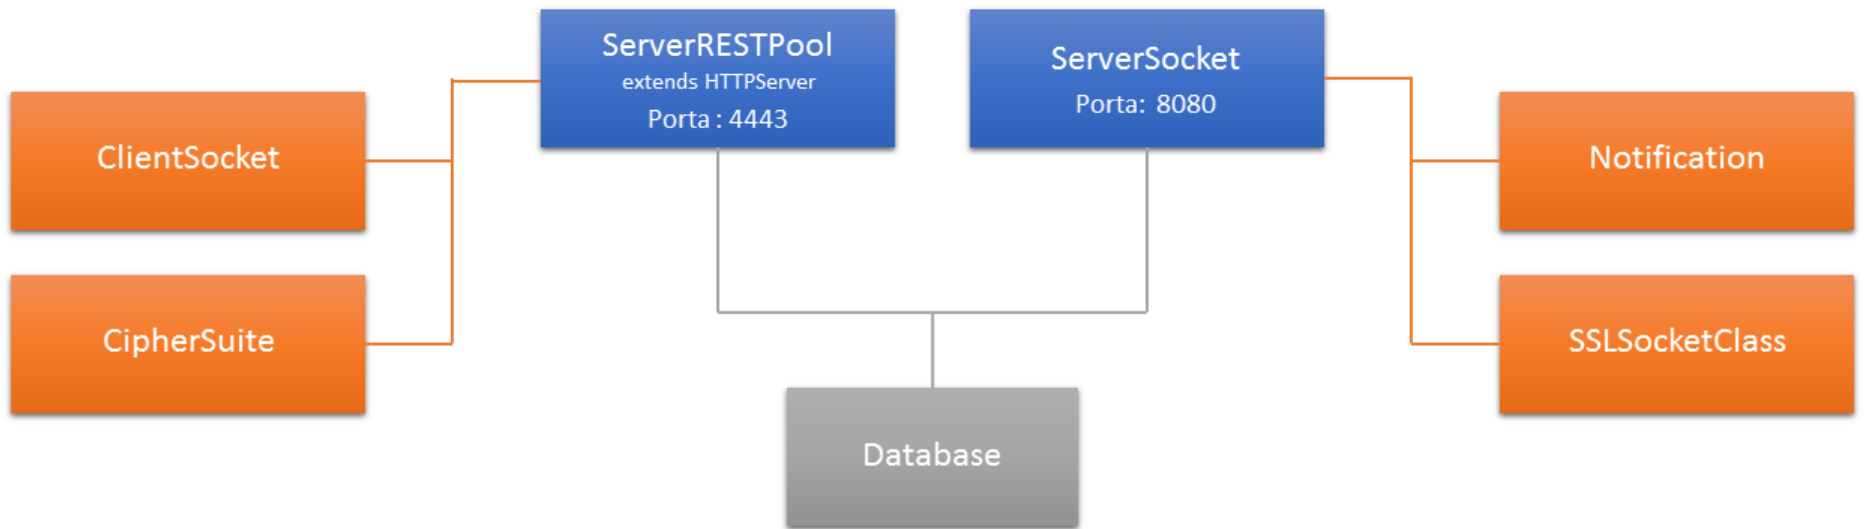 ServerRESTPool
extends HTTPServer
Porta : 4443
ServerSocket
Porta: 8080
ClientSocket
Notification
CipherSuite
SSLSocketClass
Database